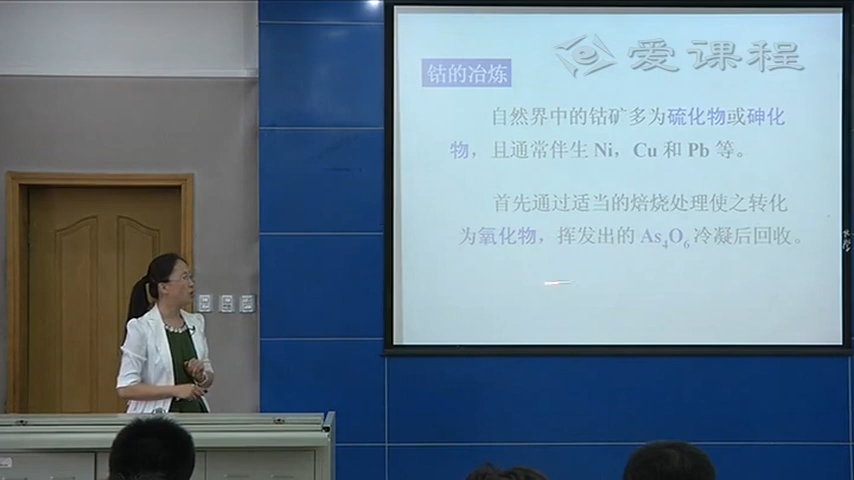 爱课程
钴的冶炼
自然界中的钴矿多为硫化物或砷化
物，且通常伴生 Ni，Cu 和 Pb 等。
首先通过适当的焙烧处理使之转化
为氧化物，挥发出的 As4O6 冷凝后回收。